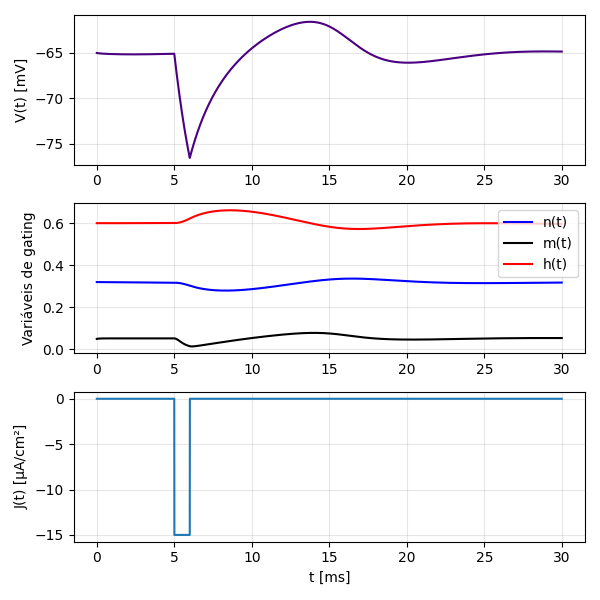 V(t) [mV]
−65
−70
−75
0 5 10 15 20 25 30
Variáveis de gating
0.6
0.4
0.2
0.0
n(t)
m(t)
h(t)
0 5 10 15 20 25 30
J(t) [µA/cm²]
0
−5
−10
−15
0 5 10 15 20 25 30
t [ms]